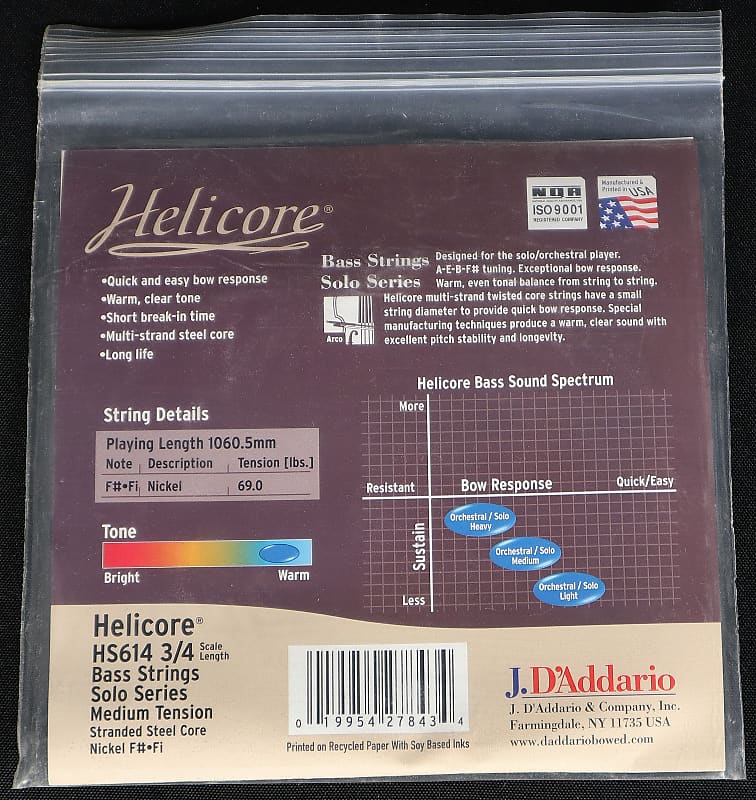 Helicore®
NQA
ISO 9001
REGISTERED COMPANY
Manufactured &
Printed in USA
•Quick and easy bow response
•Warm, clear tone
•Short break-in time
•Multi-strand steel core
•Long life
Bass Strings
Solo Series
Arco
Designed for the solo/orchestral player.
A-E-B-F# tuning. Exceptional bow response.
Warm, even tonal balance from string to string.
Helicore multi-strand twisted core strings have a small
string diameter to provide quick bow response. Special
manufacturing techniques produce a warm, clear sound with
excellent pitch stability and longevity.
String Details
Playing Length 1060.5mm
Note Description Tension [lbs.]
F#•Fi Nickel 69.0
Tone
Bright Warm
Helicore Bass Sound Spectrum
More
Resistant Bow Response Quick/Easy
Sustain
Orchestral / Solo
Heavy
Orchestral / Solo
Medium
Orchestral / Solo
Light
Less
Helicore®
HS614 3/4 Scale Length
Bass Strings
Solo Series
Medium Tension
Stranded Steel Core
Nickel F#•Fi
0 19954 27843 4
Printed on Recycled Paper With Soy Based Inks
J. D'Addario
J. D'Addario & Company, Inc.
Farmingdale, NY 11735 USA
www.daddariobowed.com